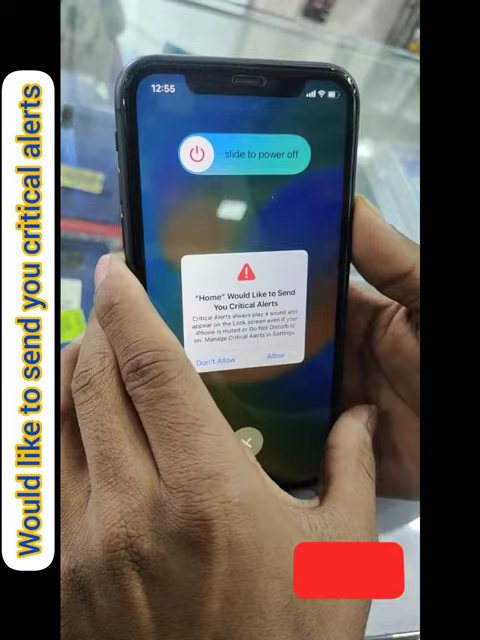 Would like to send you critical alerts
12:55
slide to power off
"Home" Would Like to Send
You Critical Alerts
Critical Alerts always play a sound and
appear on the Lock screen even if your
iPhone is muted or Do Not Disturb is
on. Manage Critical Alerts in Settings.
Don't Allow
Allow